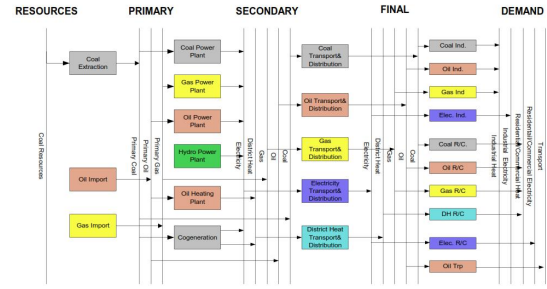 RESOURCES
PRIMARY
SECONDARY
FINAL
DEMAND
Coal
Extraction
Oil Import
Gas Import
Coal Resources
Primary Coal
Primary Oil
Primary Gas
Coal Power
Plant
Gas Power
Plant
Oil Power
Plant
Hydro Power
Plant
Oil Heating
Plant
Cogeneration
Electricity
District Heat
Gas
Oil
Coal
Coal
Transport&
Distribution
Oil Transport&
Distribution
Gas
Transport&
Distribution
Electricity
Transport&
Distribution
District Heat
Transport&
Distribution
Electricity
District Heat
Gas
Oil
Coal
Coal Ind.
Oil Ind.
Gas Ind
Elec. Ind.
Coal R/C.
Oil R/C
Gas R/C
DH R/C
Elec. R/C
Oil Trp
Industrial Heat
Industrial Electricity
Residential/Commercial Heat
Residential/Commercial Electricity
Transport